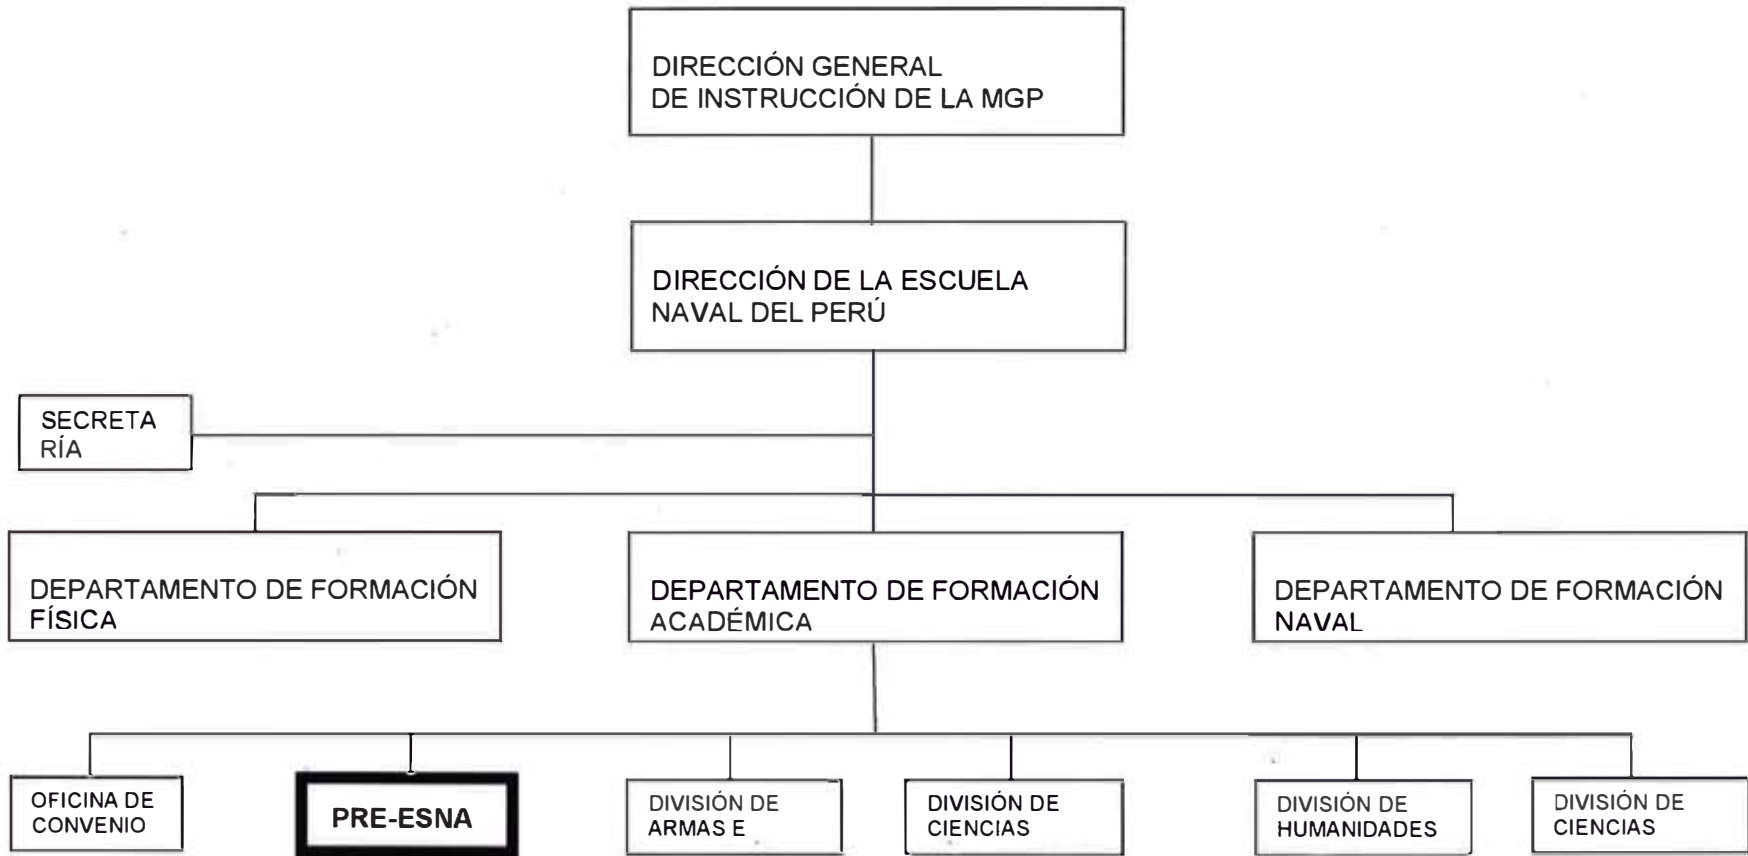 DIRECCIÓN GENERAL
DE INSTRUCCIÓN DE LA MGP
DIRECCIÓN DE LA ESCUELA
NAVAL DEL PERÚ
SECRETA
RÍA
DEPARTAMENTO DE FORMACIÓN
FÍSICA
DEPARTAMENTO DE FORMACIÓN
ACADÉMICA
DEPARTAMENTO DE FORMACIÓN
NAVAL
OFICINA DE
CONVENIO
PRE-ESNA
DIVISIÓN DE
ARMAS E
DIVISIÓN DE
CIENCIAS
DIVISIÓN DE
HUMANIDADES
DIVISIÓN DE
CIENCIAS